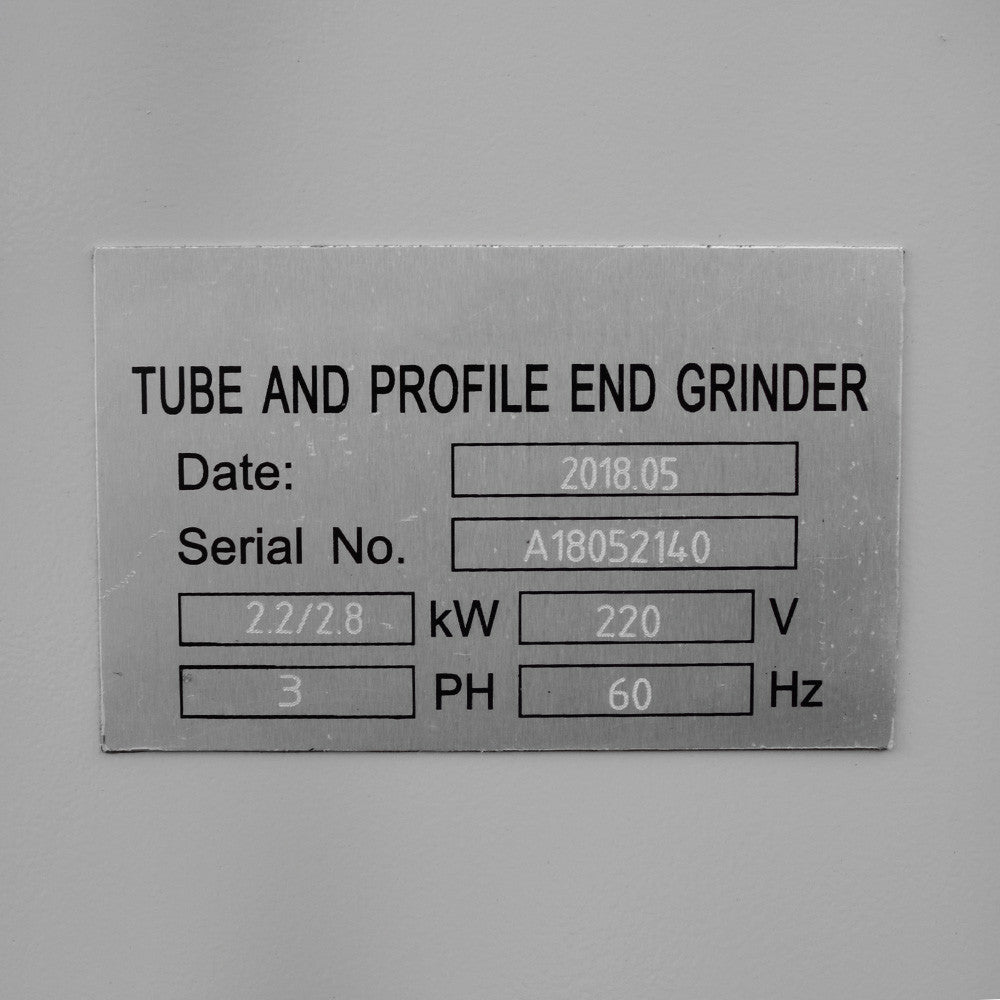 TUBE AND PROFILE END GRINDER
Date: 2018.05
Serial No. A18052140
2.2/2.8 kW 220 V
3 PH 60 Hz